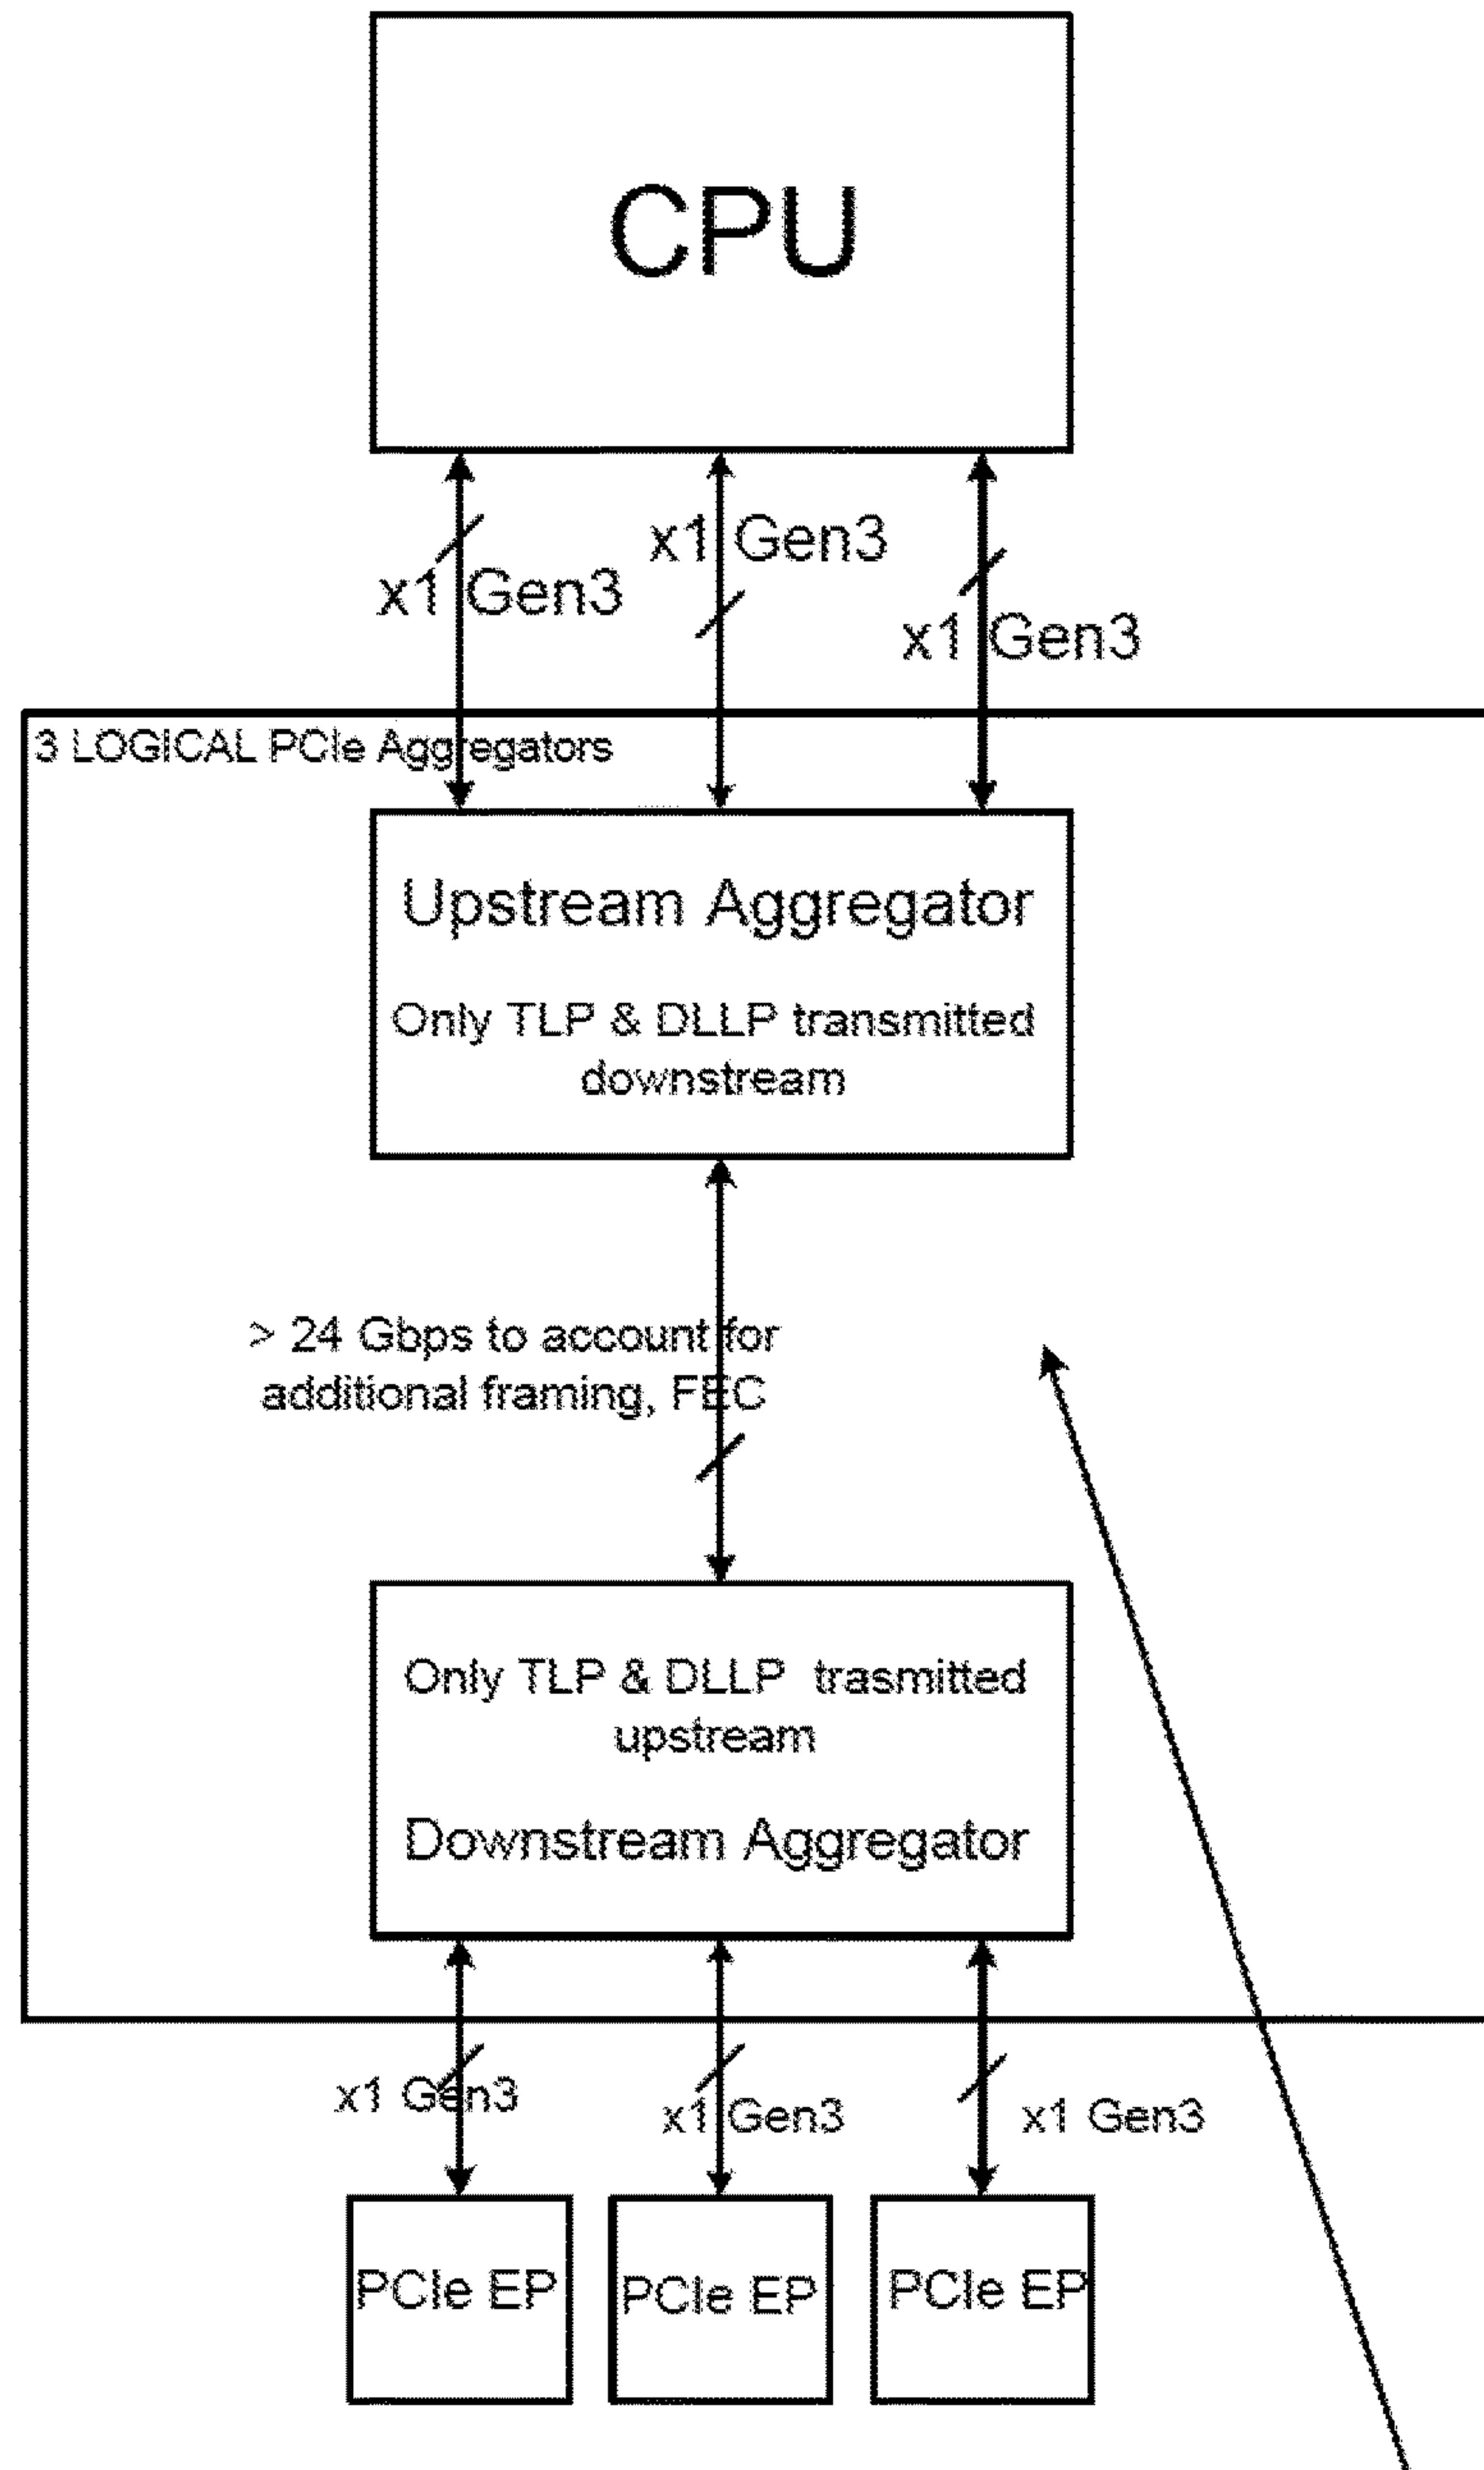 CPU
x1 Gen3
x1 Gen3
x1 Gen3
3 LOGICAL PCIe Aggregators
Upstream Aggregator
Only TLP & DLLP transmitted
downstream
> 24 Gbps to account for
additional framing, FEC
Only TLP & DLLP trasmitted
upstream
Downstream Aggregator
x1 Gen3
x1 Gen3
x1 Gen3
PCIe EP
PCIe EP
PCIe EP